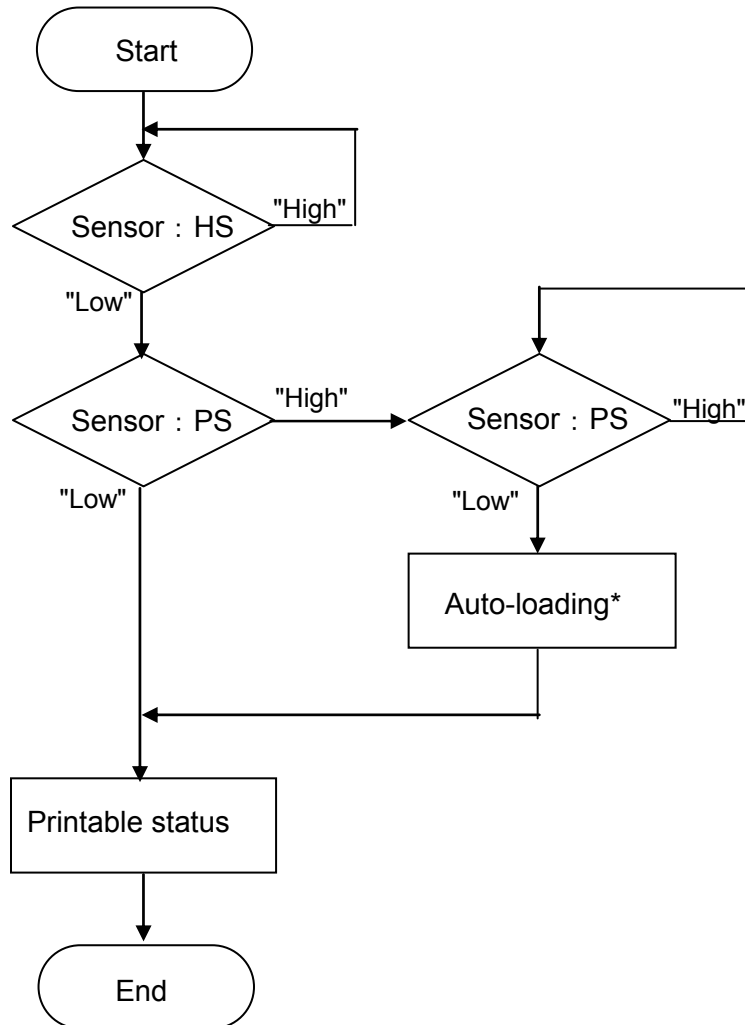 Start
Sensor : HS
"High"
"Low"
Sensor : PS
"High"
Sensor : PS
"High"
"Low"
"Low"
Auto-loading*
Printable status
End